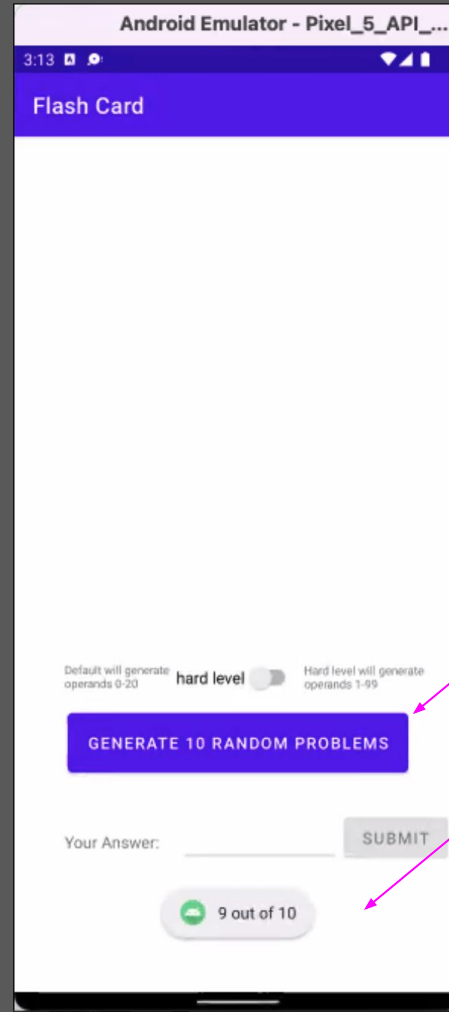 Android Emulator - Pixel_5_API_...
3:13
Flash Card
Default will generate
operands 0-20
hard level
Hard level will generate
operands 1-99
GENERATE 10 RANDOM PROBLEMS
Your Answer:
SUBMIT
9 out of 10